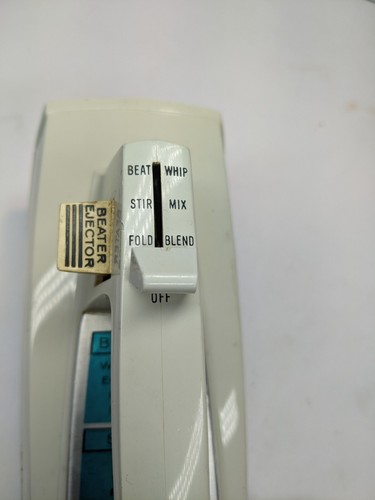 BEAT WHIP
STIR MIX
FOLD BLEND
OFF
BEATER
EJECTOR